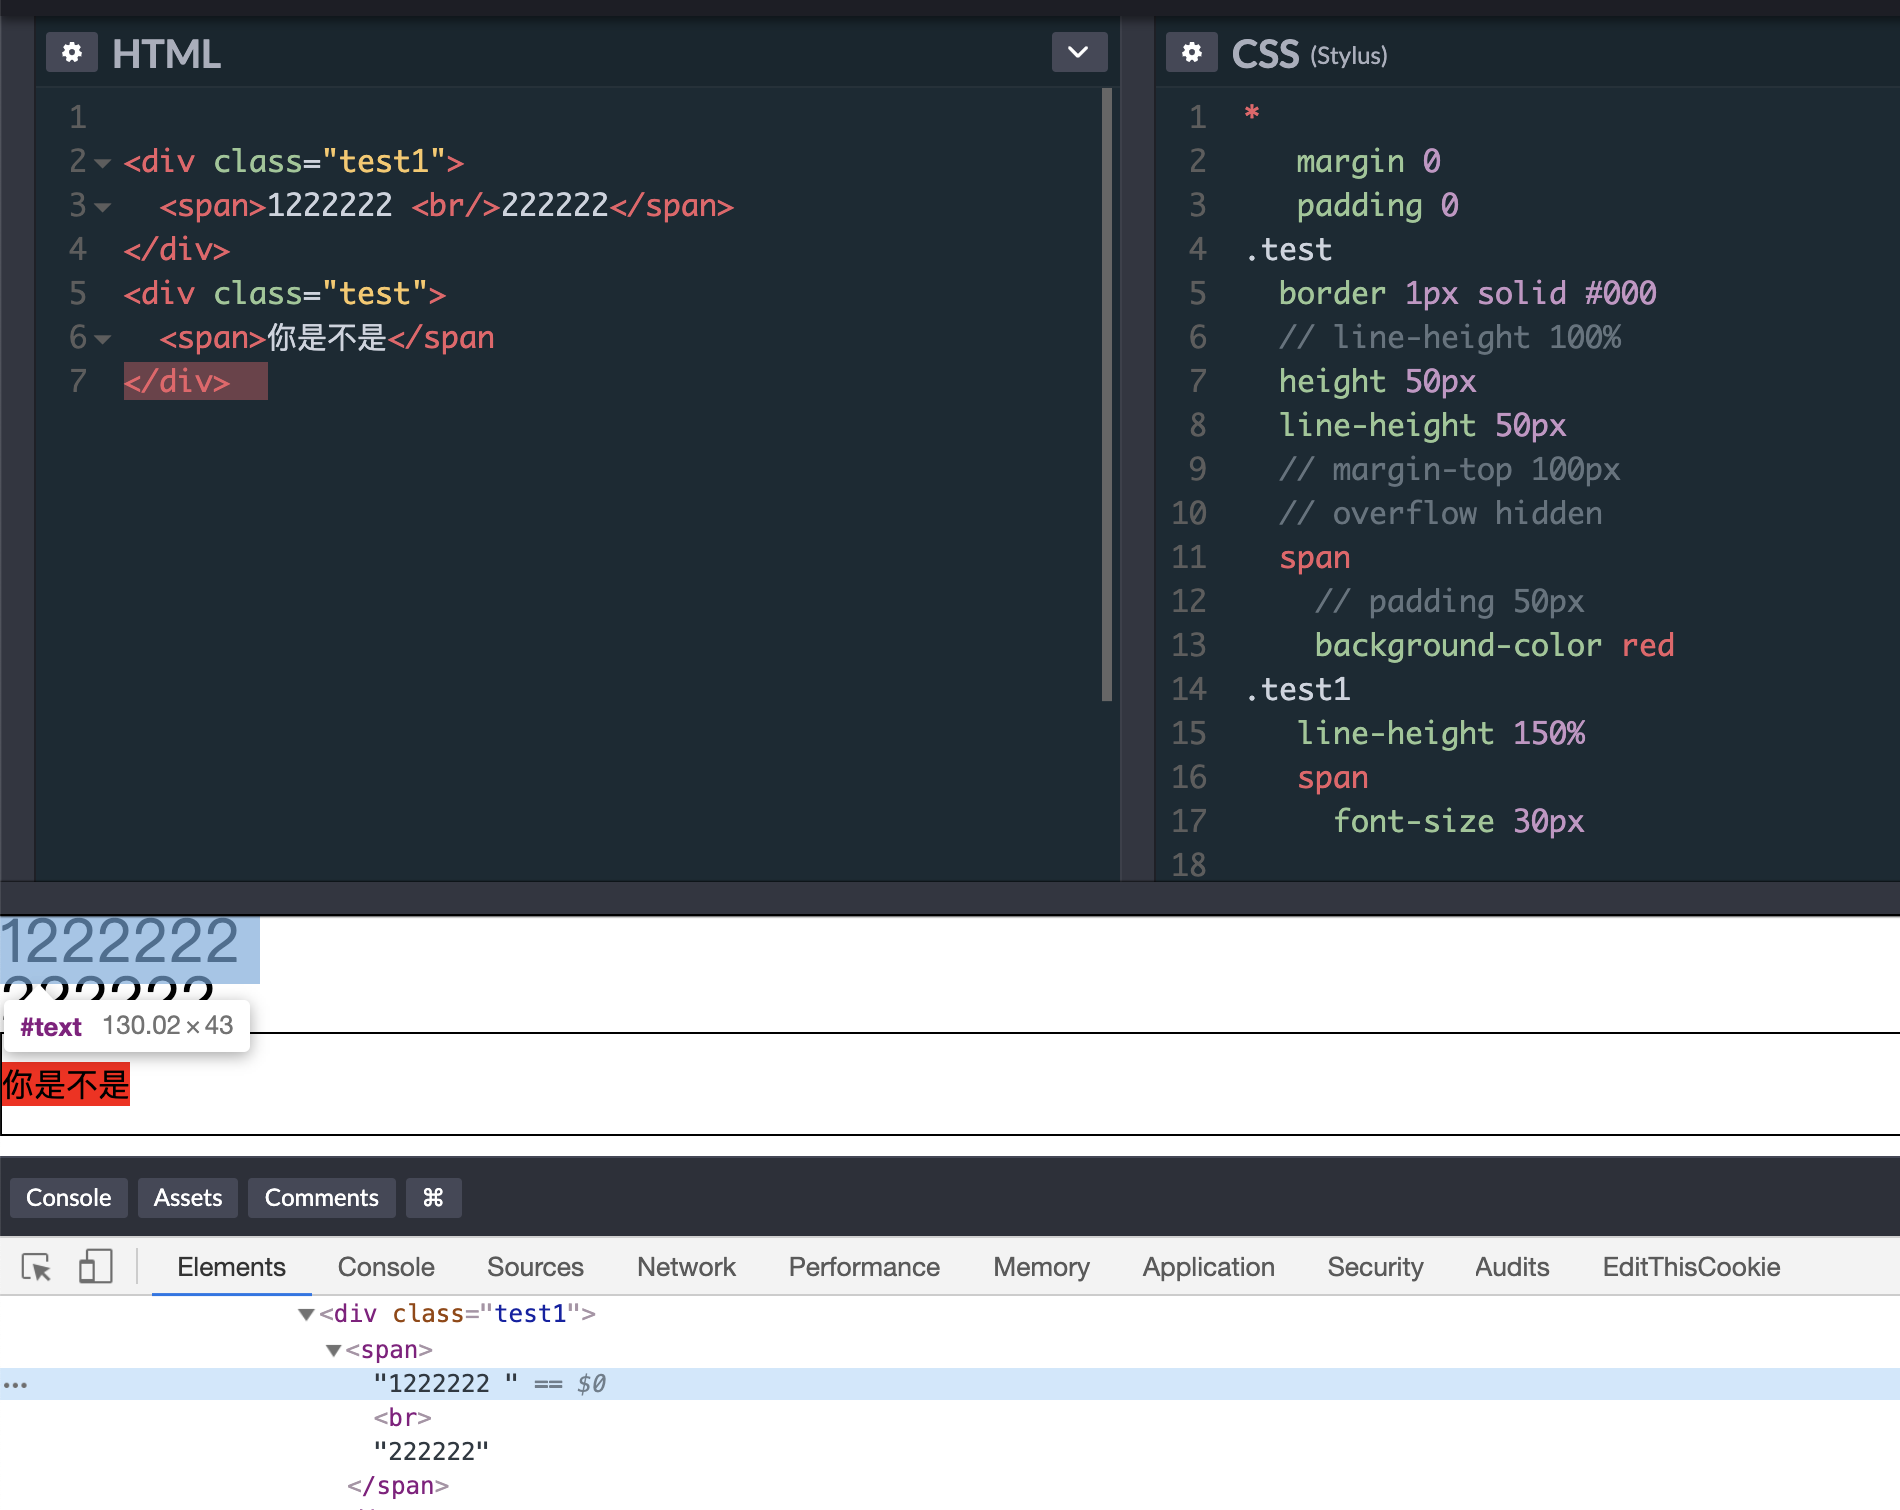 HTML
1
2 <div class="test1">
3 <span>1222222 <br/>222222</span>
4 </div>
5 <div class="test">
6 <span>你是不是</span
7 </div>
CSS (Stylus)
1 *
2 margin 0
3 padding 0
4 .test
5 border 1px solid #000
6 // line-height 100%
7 height 50px
8 line-height 50px
9 // margin-top 100px
10 // overflow hidden
11 span
12 // padding 50px
13 background-color red
14 .test1
15 line-height 150%
16 span
17 font-size 30px
18
1222222
222222
#text 130.02×43
你是不是
Console Assets Comments ⌘
Elements Console Sources Network Performance Memory Application Security Audits EditThisCookie
▼<div class="test1">
▼<span>
... "1222222 " == $0
<br>
"222222"
</span>